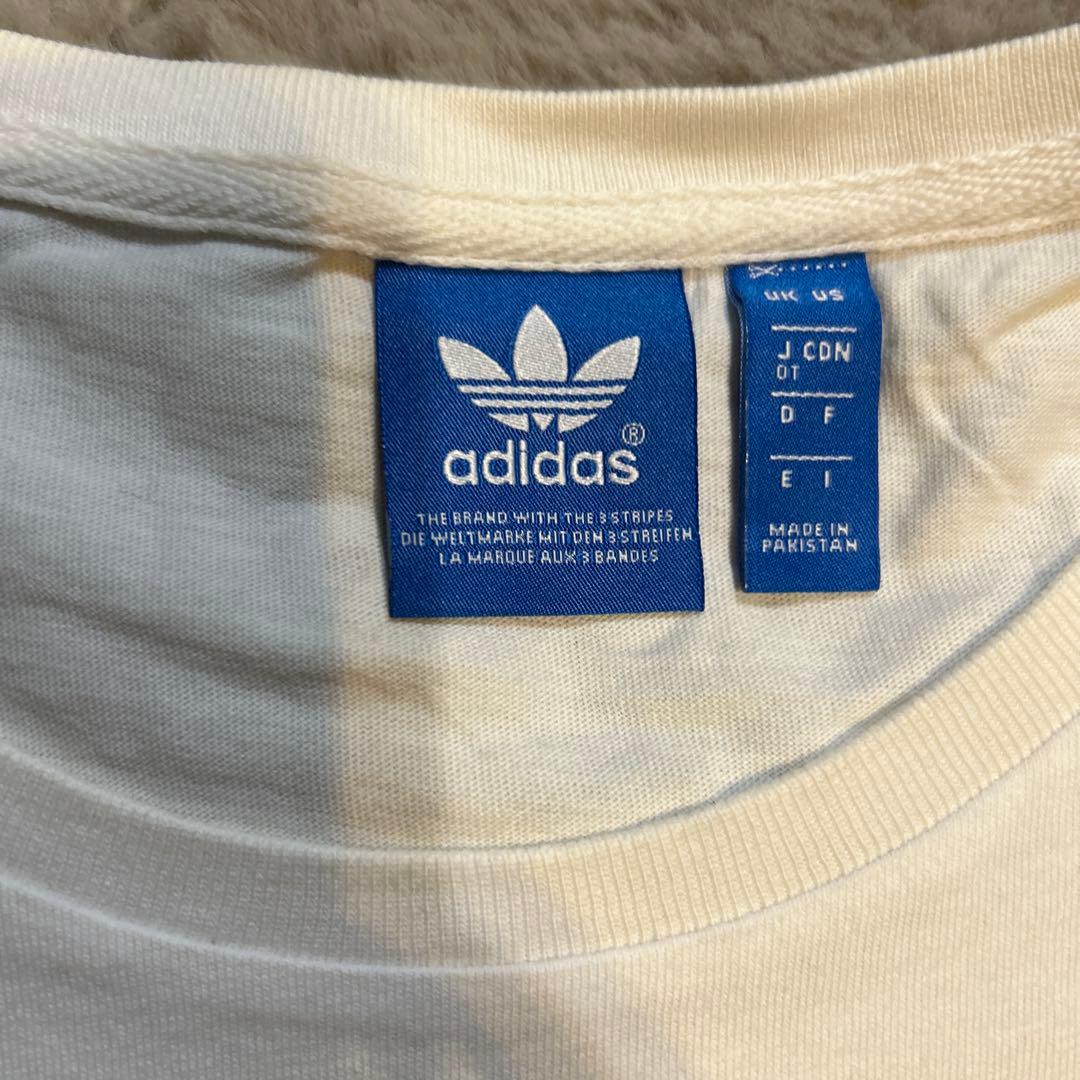 adidas®
THE BRAND WITH THE 3 STRIPES
DIE WELTMARKE MIT DEN 3 STREIFEN
LA MARQUE AUX 3 BANDES
UK US
J CDN
OT
D F
E I
MADE IN
PAKISTAN